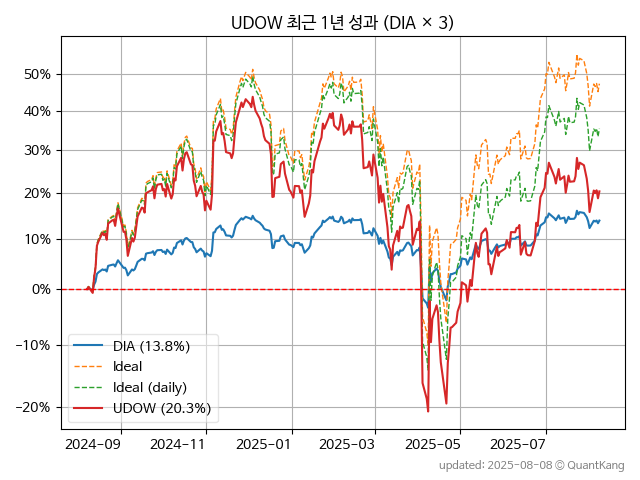 UDOW 최근 1년 성과 (DIA × 3)
50%
40%
30%
20%
10%
0%
−10%
−20%
DIA (13.8%)
Ideal
Ideal (daily)
UDOW (20.3%)
2024-09 2024-11 2025-01 2025-03 2025-05 2025-07
updated: 2025-08-08 © QuantKang